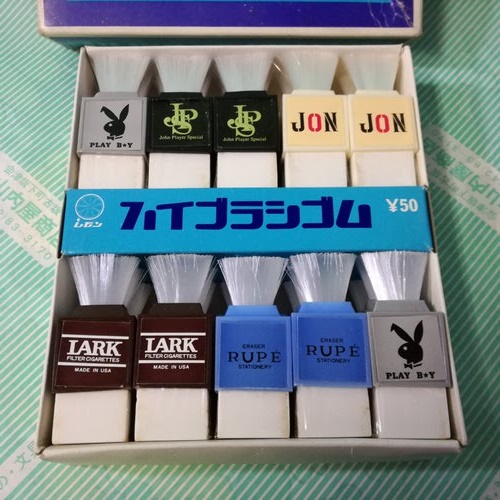 PLAY B★Y
JPS
John Player Special
JPS
John Player Special
JON
JON
レモン
フイブラシゴム
¥50
LARK
FILTER CIGARETTES
MADE IN USA
LARK
FILTER CIGARETTES
MADE IN USA
ERASER
RUPÉ
STATIONERY
ERASER
RUPÉ
STATIONERY
PLAY B★Y